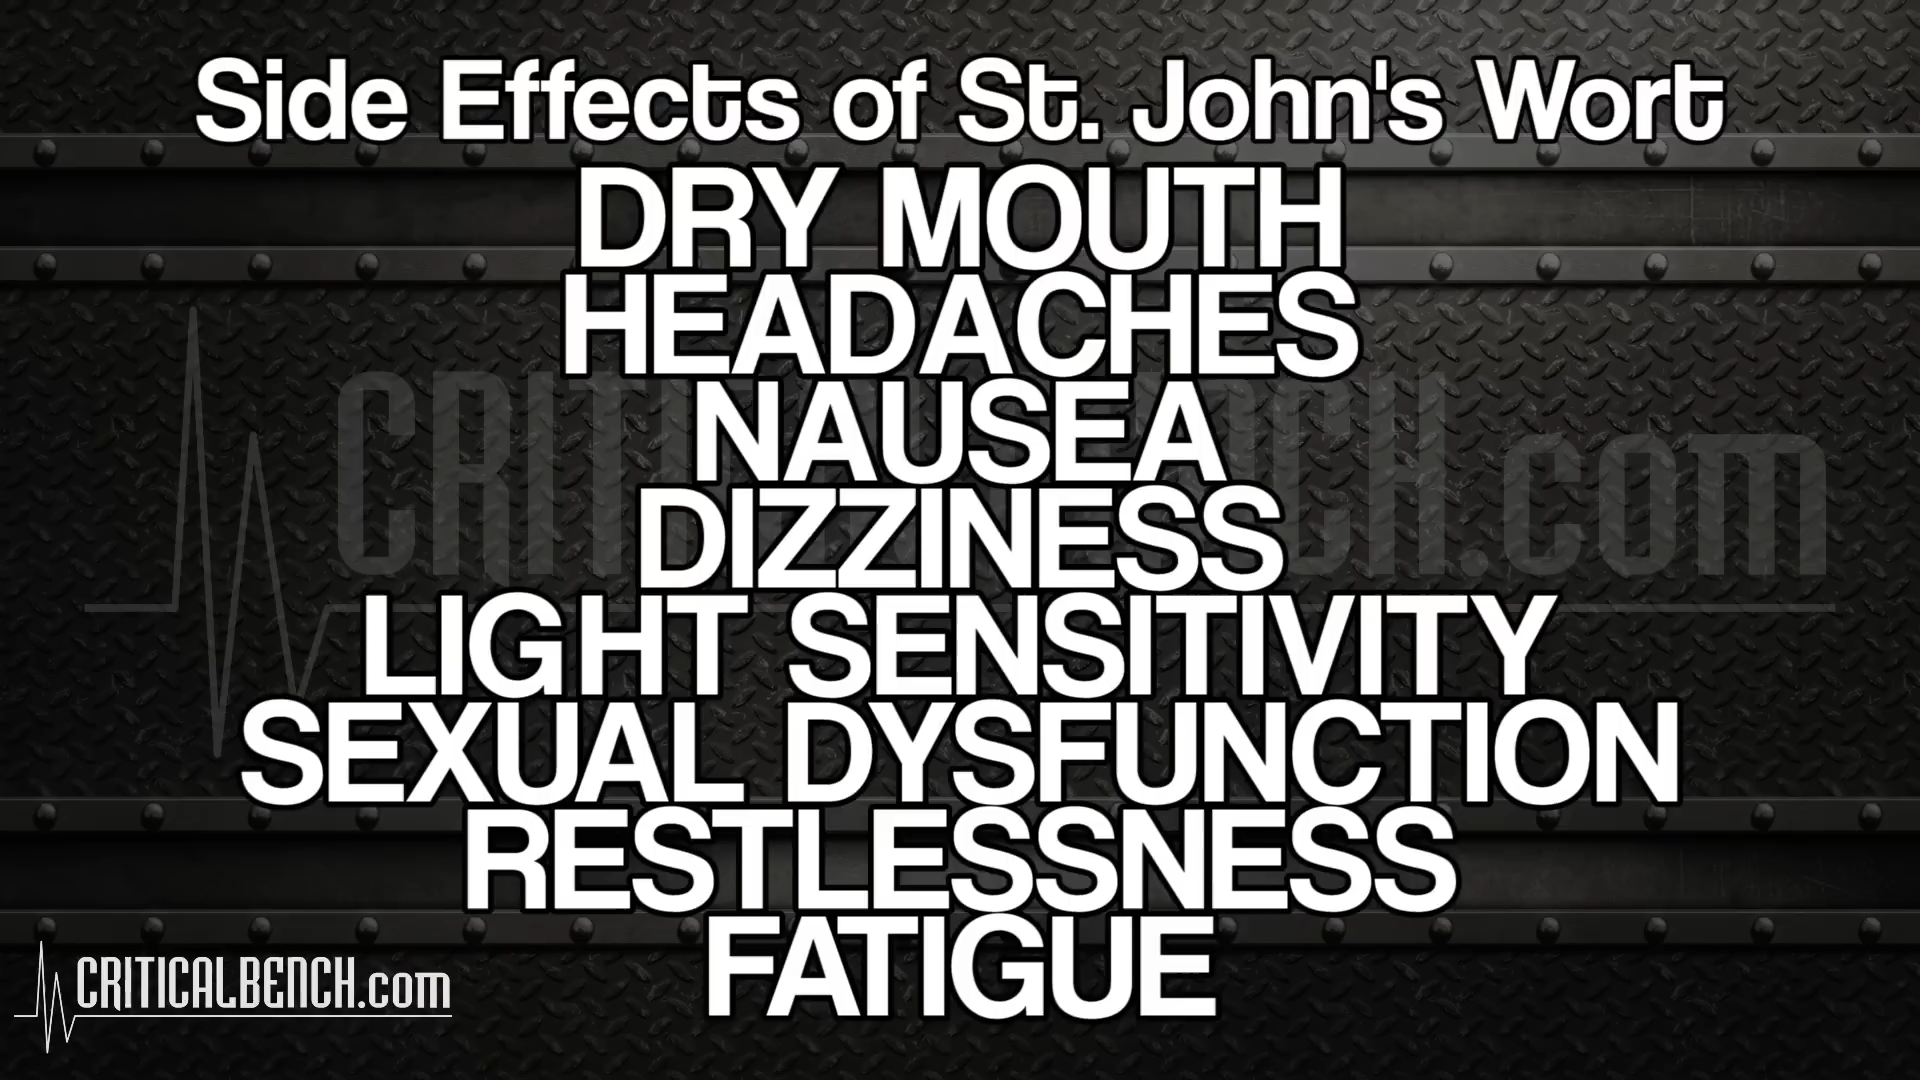 Side Effects of St. John's Wort
DRY MOUTH
HEADACHES
NAUSEA
DIZZINESS
LIGHT SENSITIVITY
SEXUAL DYSFUNCTION
RESTLESSNESS
FATIGUE
CRITICALBENCH.com